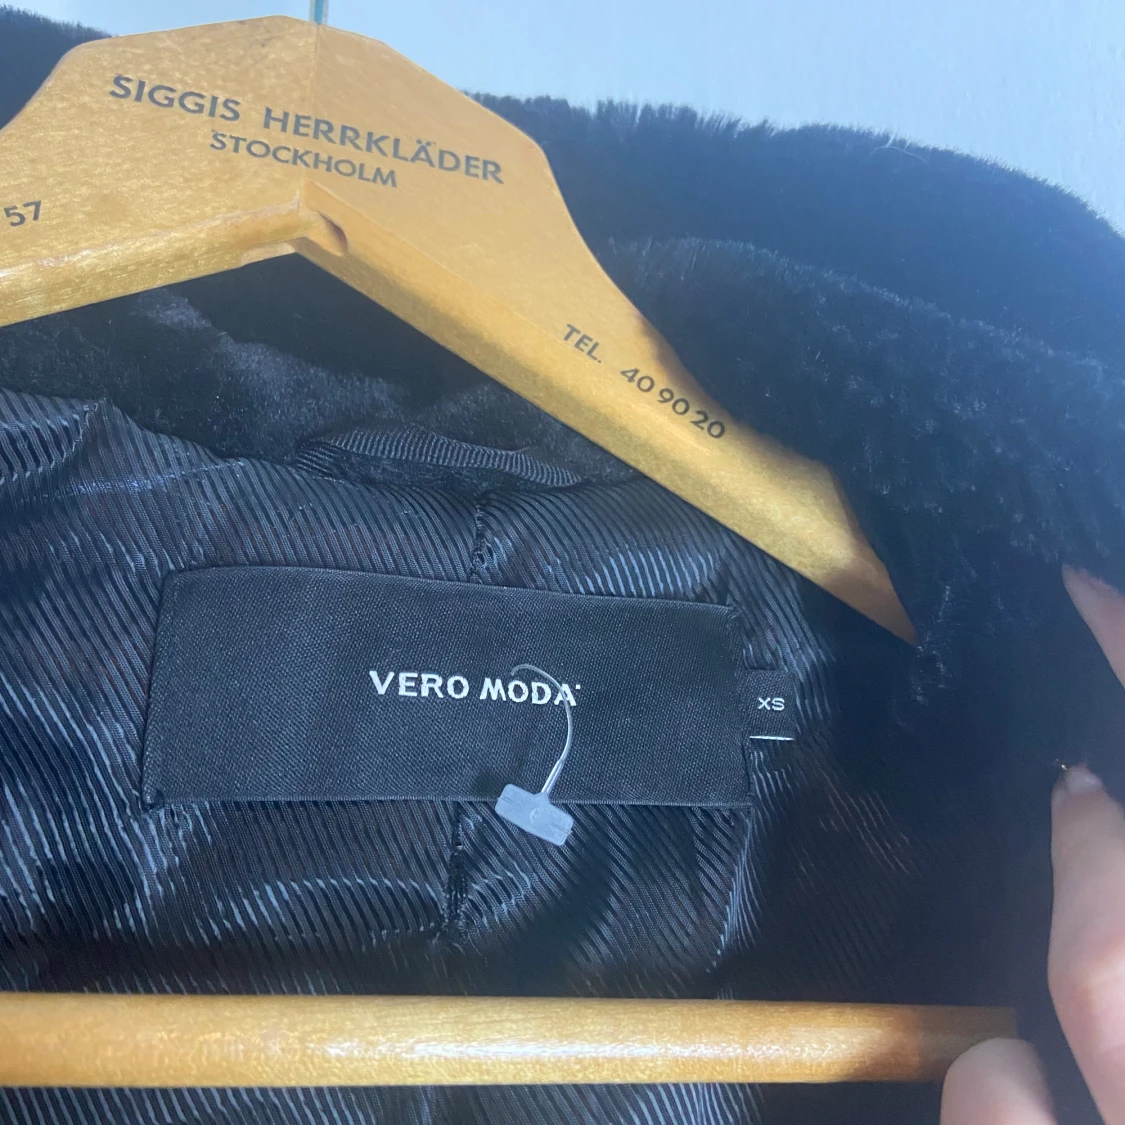 SIGGIS HERRKLÄDER
STOCKHOLM
57
TEL. 40 90 20
VERO MODA
XS